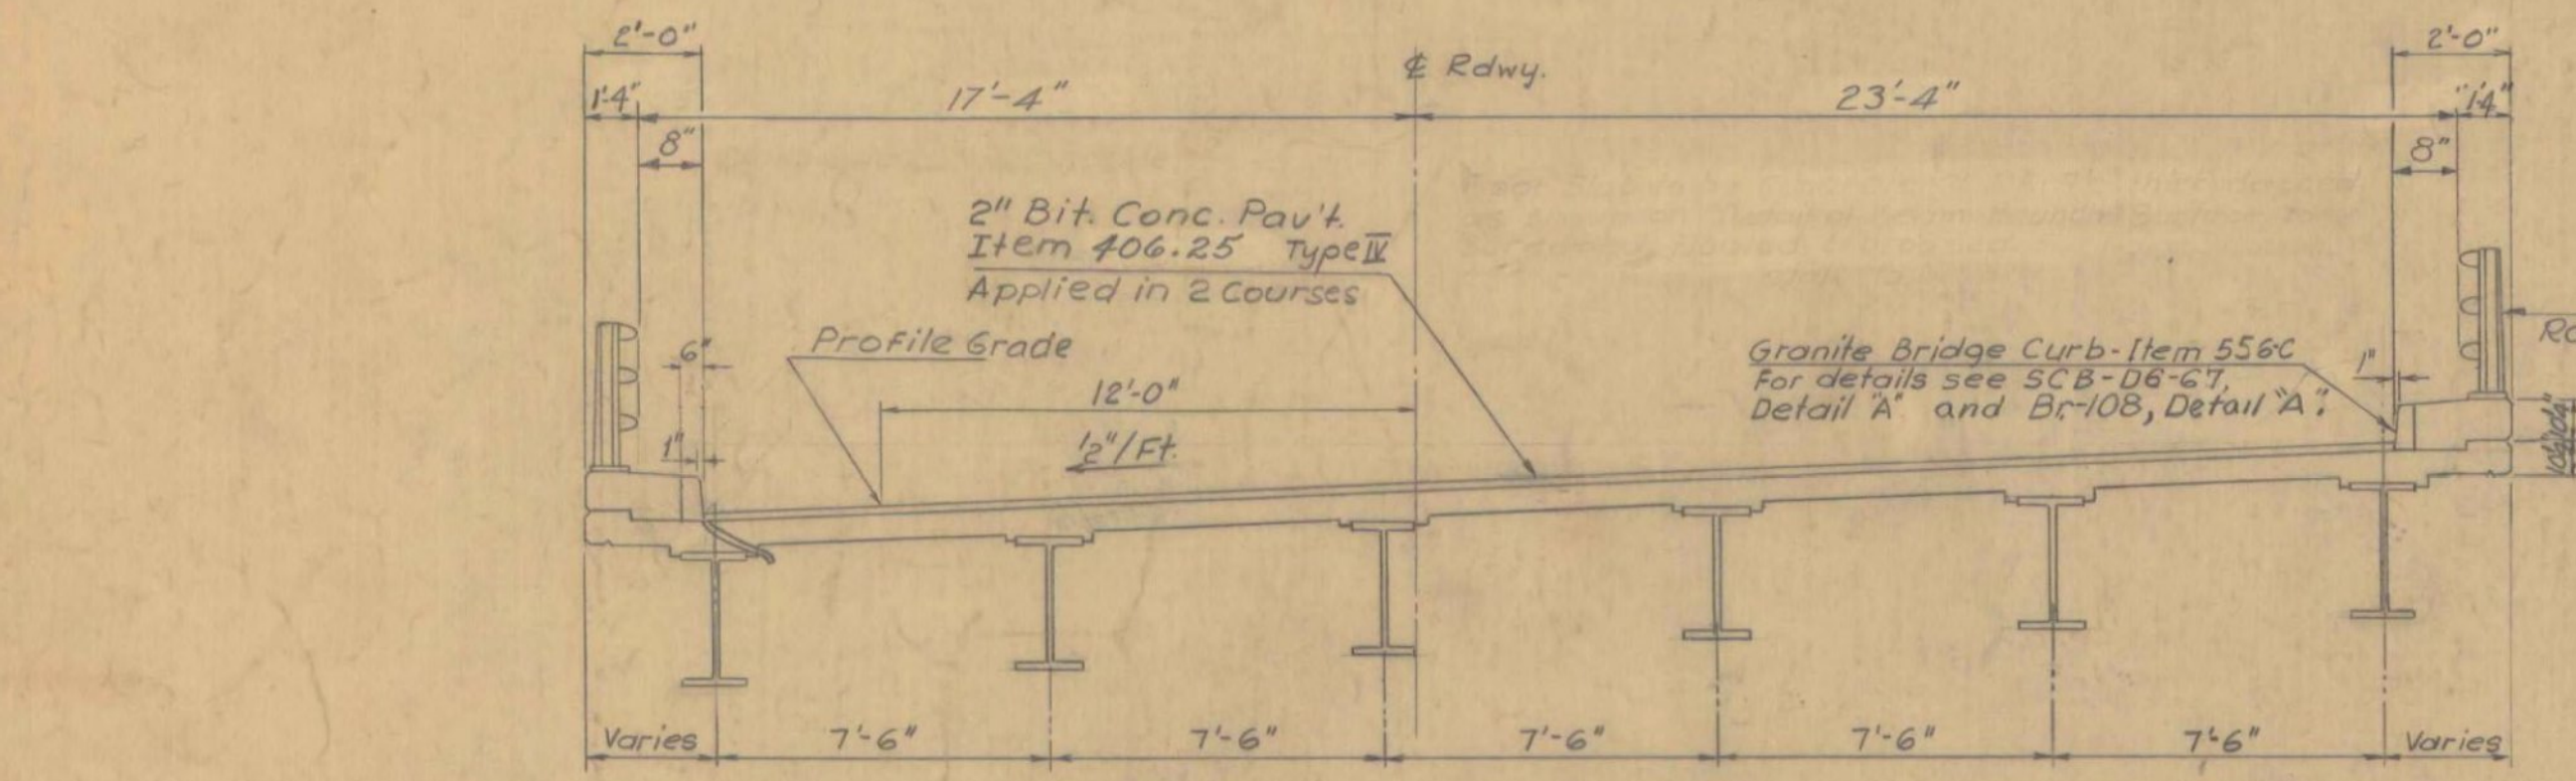 2'-0"
2'-0"
℄ Rdwy.
1'-4"
17'-4"
23'-4"
1'-4"
8"
8"
2" Bit. Conc. Pav't.
Item 406.25 Type IV
Applied in 2 Courses
Profile Grade
6"
Granite Bridge Curb-Item 556-C
For details see SCB-D6-67,
Detail "A" and Br.-108, Detail "A".
1"
12'-0"
1/2"/Ft.
1"
Varies
7'-6"
7'-6"
7'-6"
7'-6"
7'-6"
Varies